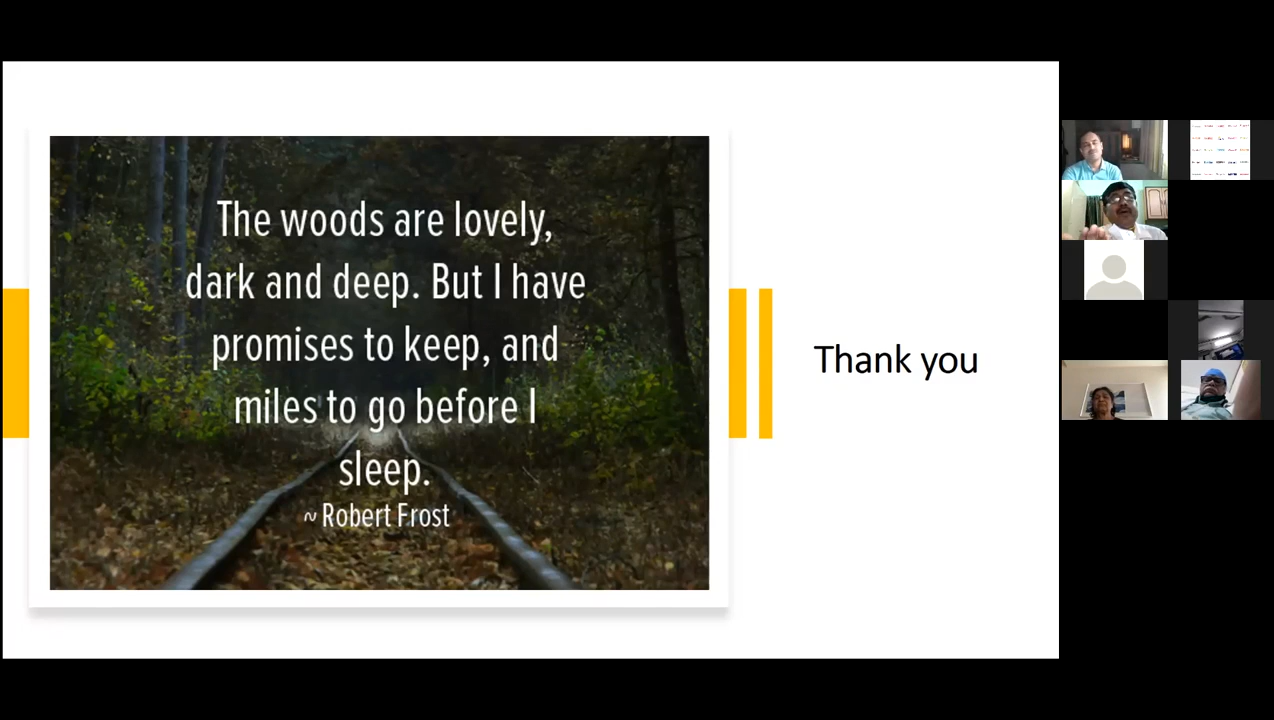 The woods are lovely,
dark and deep. But I have
promises to keep, and
miles to go before I
sleep.
~ Robert Frost
Thank you